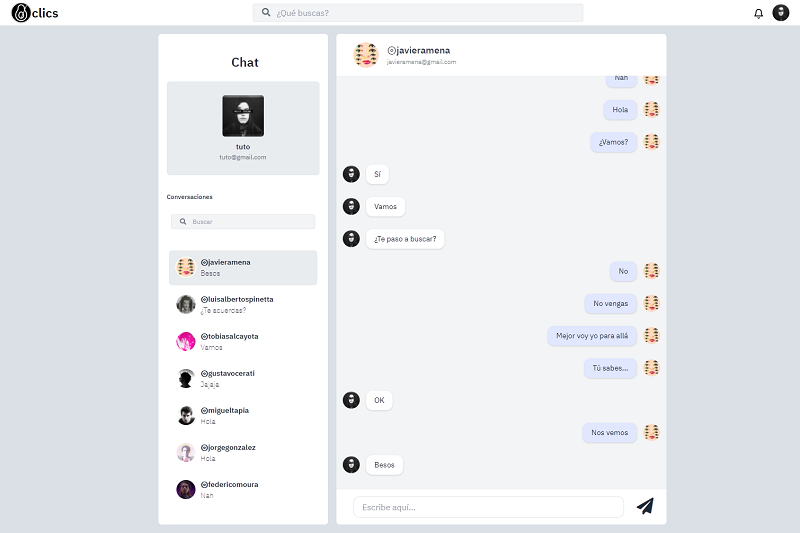 clics
¿Qué buscas?
Chat
tuto
tuto@gmail.com
Conversaciones
Buscar
@javieramena
Besos
@luisalbertospinetta
¿Te acuerdas?
@tobiasalcayota
Vamos
@gustavocerati
Jajaja
@migueltapia
Hola
@jorgegonzalez
Hola
@federicomoura
Nah
@javieramena
javieramena@gmail.com
Nah
Hola
¿Vamos?
Sí
Vamos
¿Te paso a buscar?
No
No vengas
Mejor voy yo para allá
Tú sabes...
OK
Nos vemos
Besos
Escribe aquí...